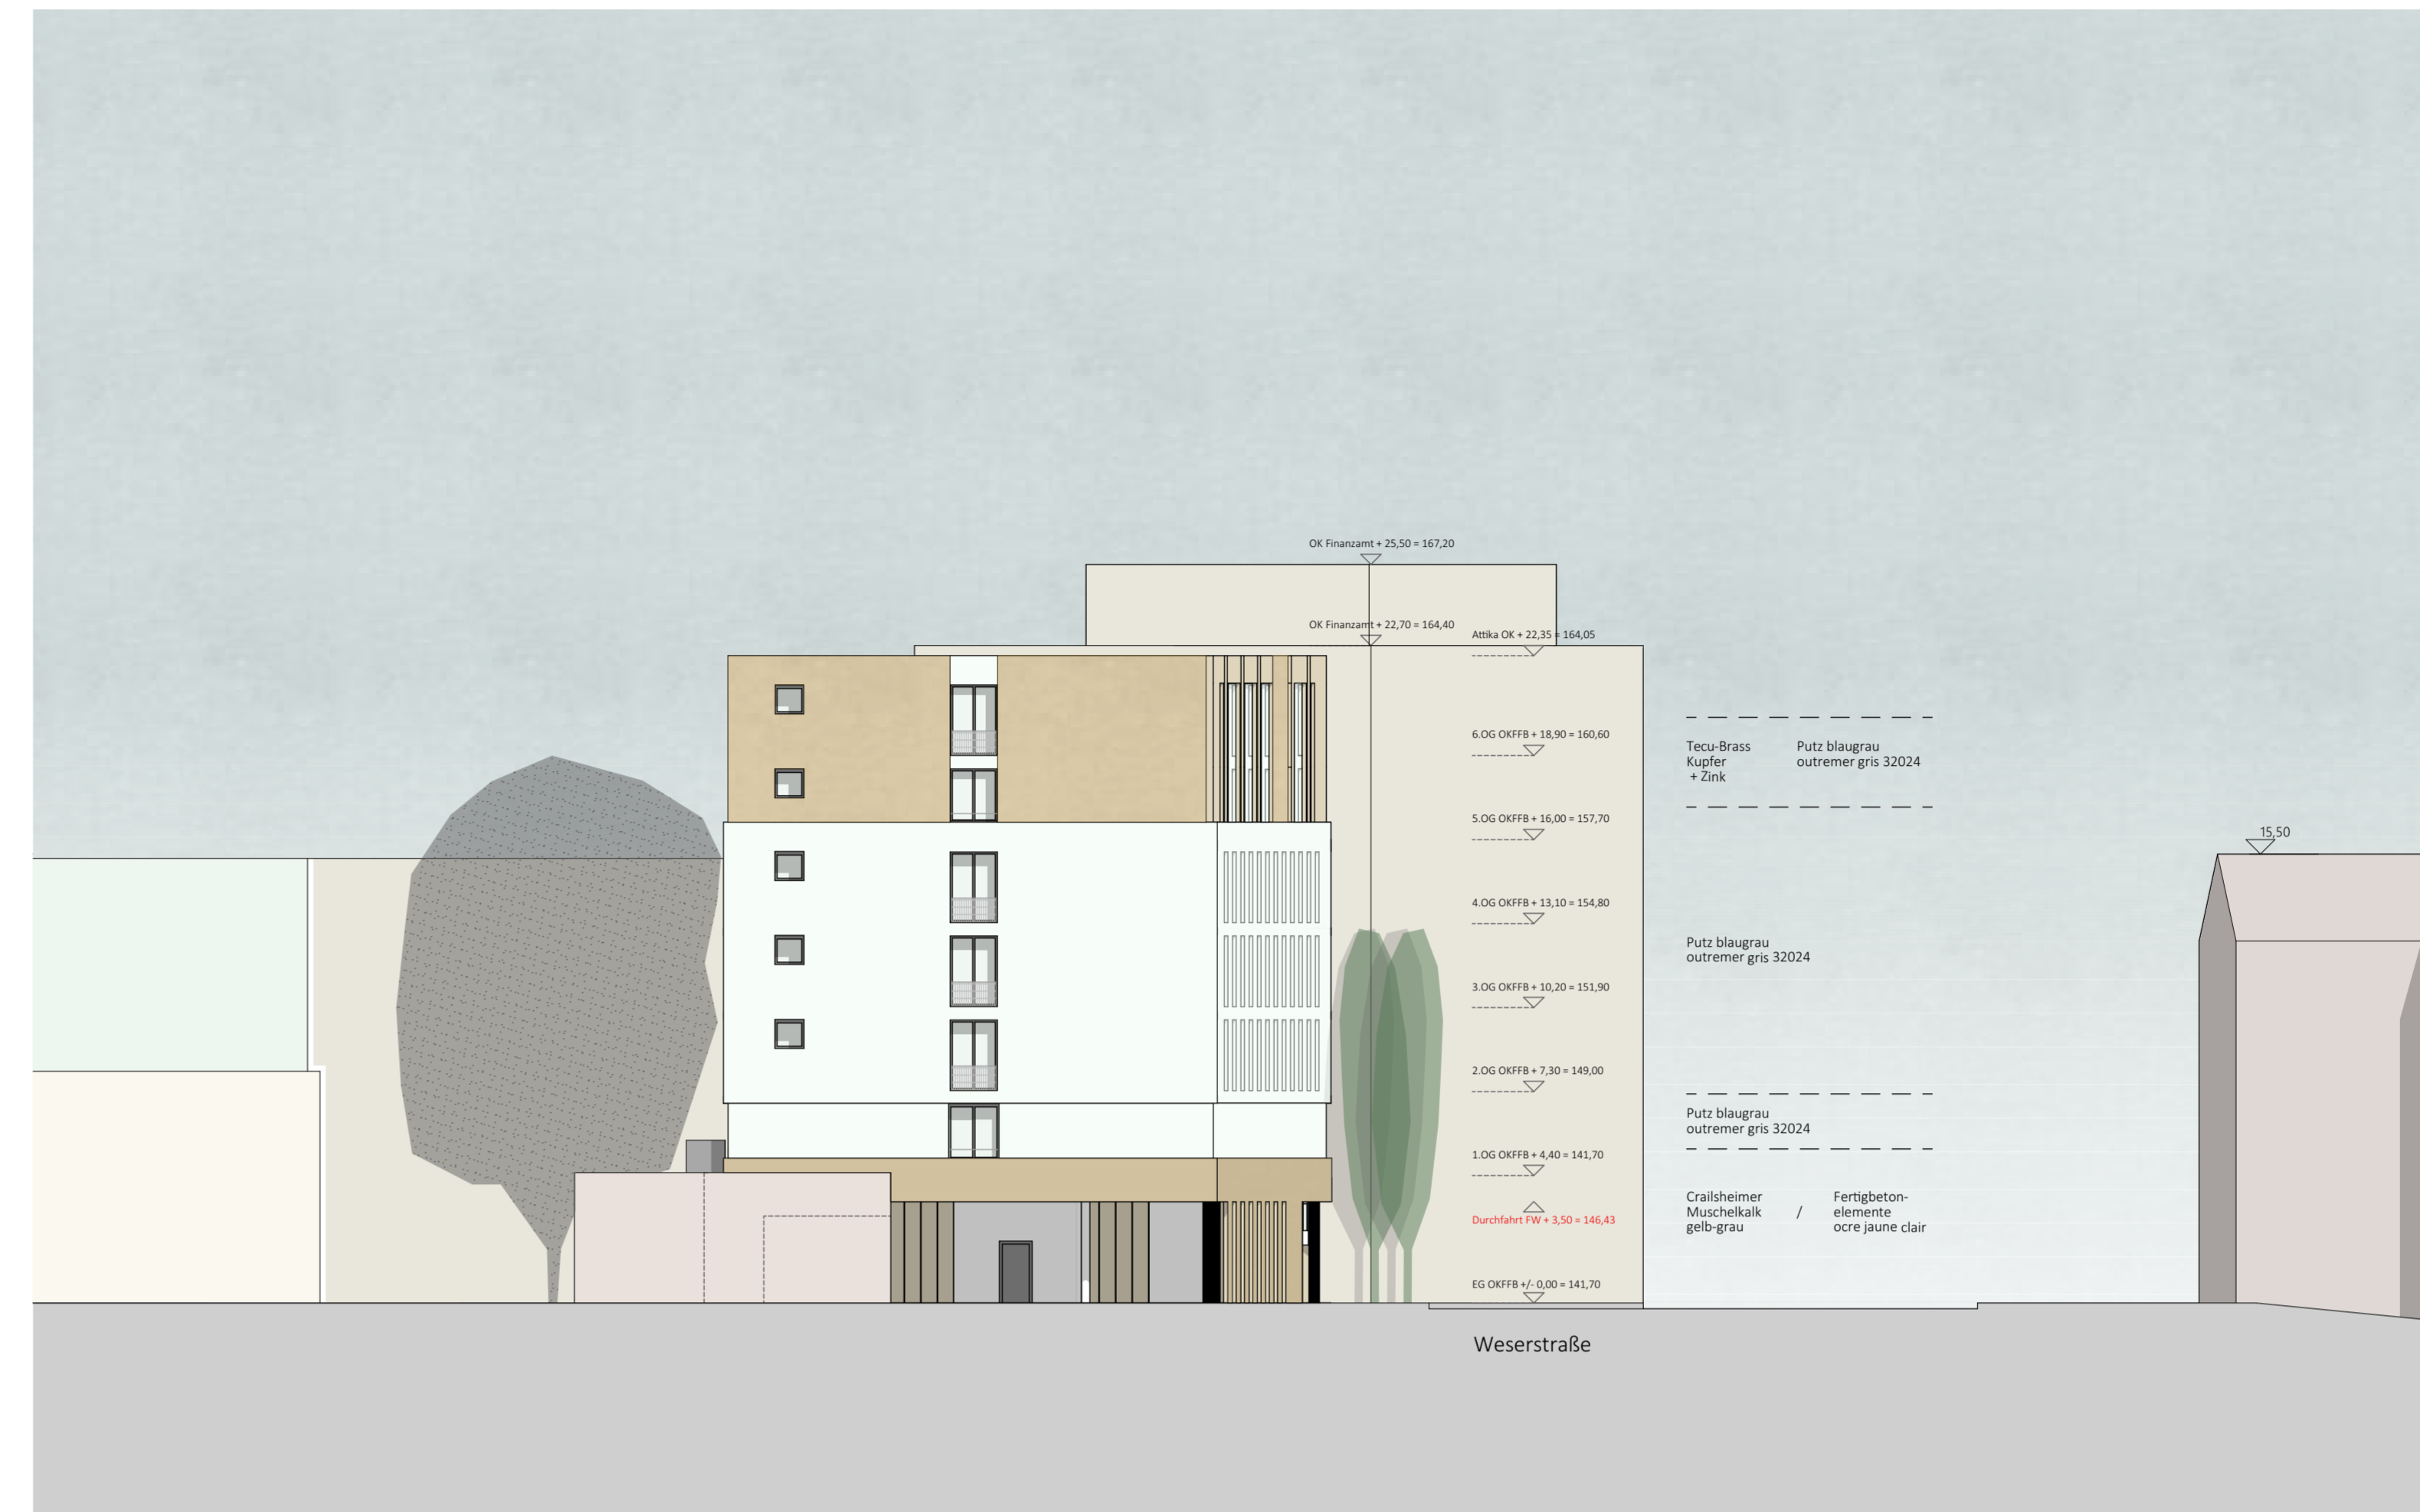 OK Finanzamt + 25,50 = 167,20
OK Finanzamt + 22,70 = 164,40
Attika OK + 22,35 = 164,05
6.OG OKFFB + 18,90 = 160,60
Tecu-Brass
Kupfer
+ Zink
Putz blaugrau
outremer gris 32024
5.OG OKFFB + 16,00 = 157,70
15,50
4.OG OKFFB + 13,10 = 154,80
Putz blaugrau
outremer gris 32024
3.OG OKFFB + 10,20 = 151,90
2.OG OKFFB + 7,30 = 149,00
Putz blaugrau
outremer gris 32024
1.OG OKFFB + 4,40 = 141,70
Crailsheimer
Muschelkalk
gelb-grau
/
Fertigbeton-
elemente
ocre jaune clair
Durchfahrt FW + 3,50 = 146,43
EG OKFFB +/- 0,00 = 141,70
Weserstraße